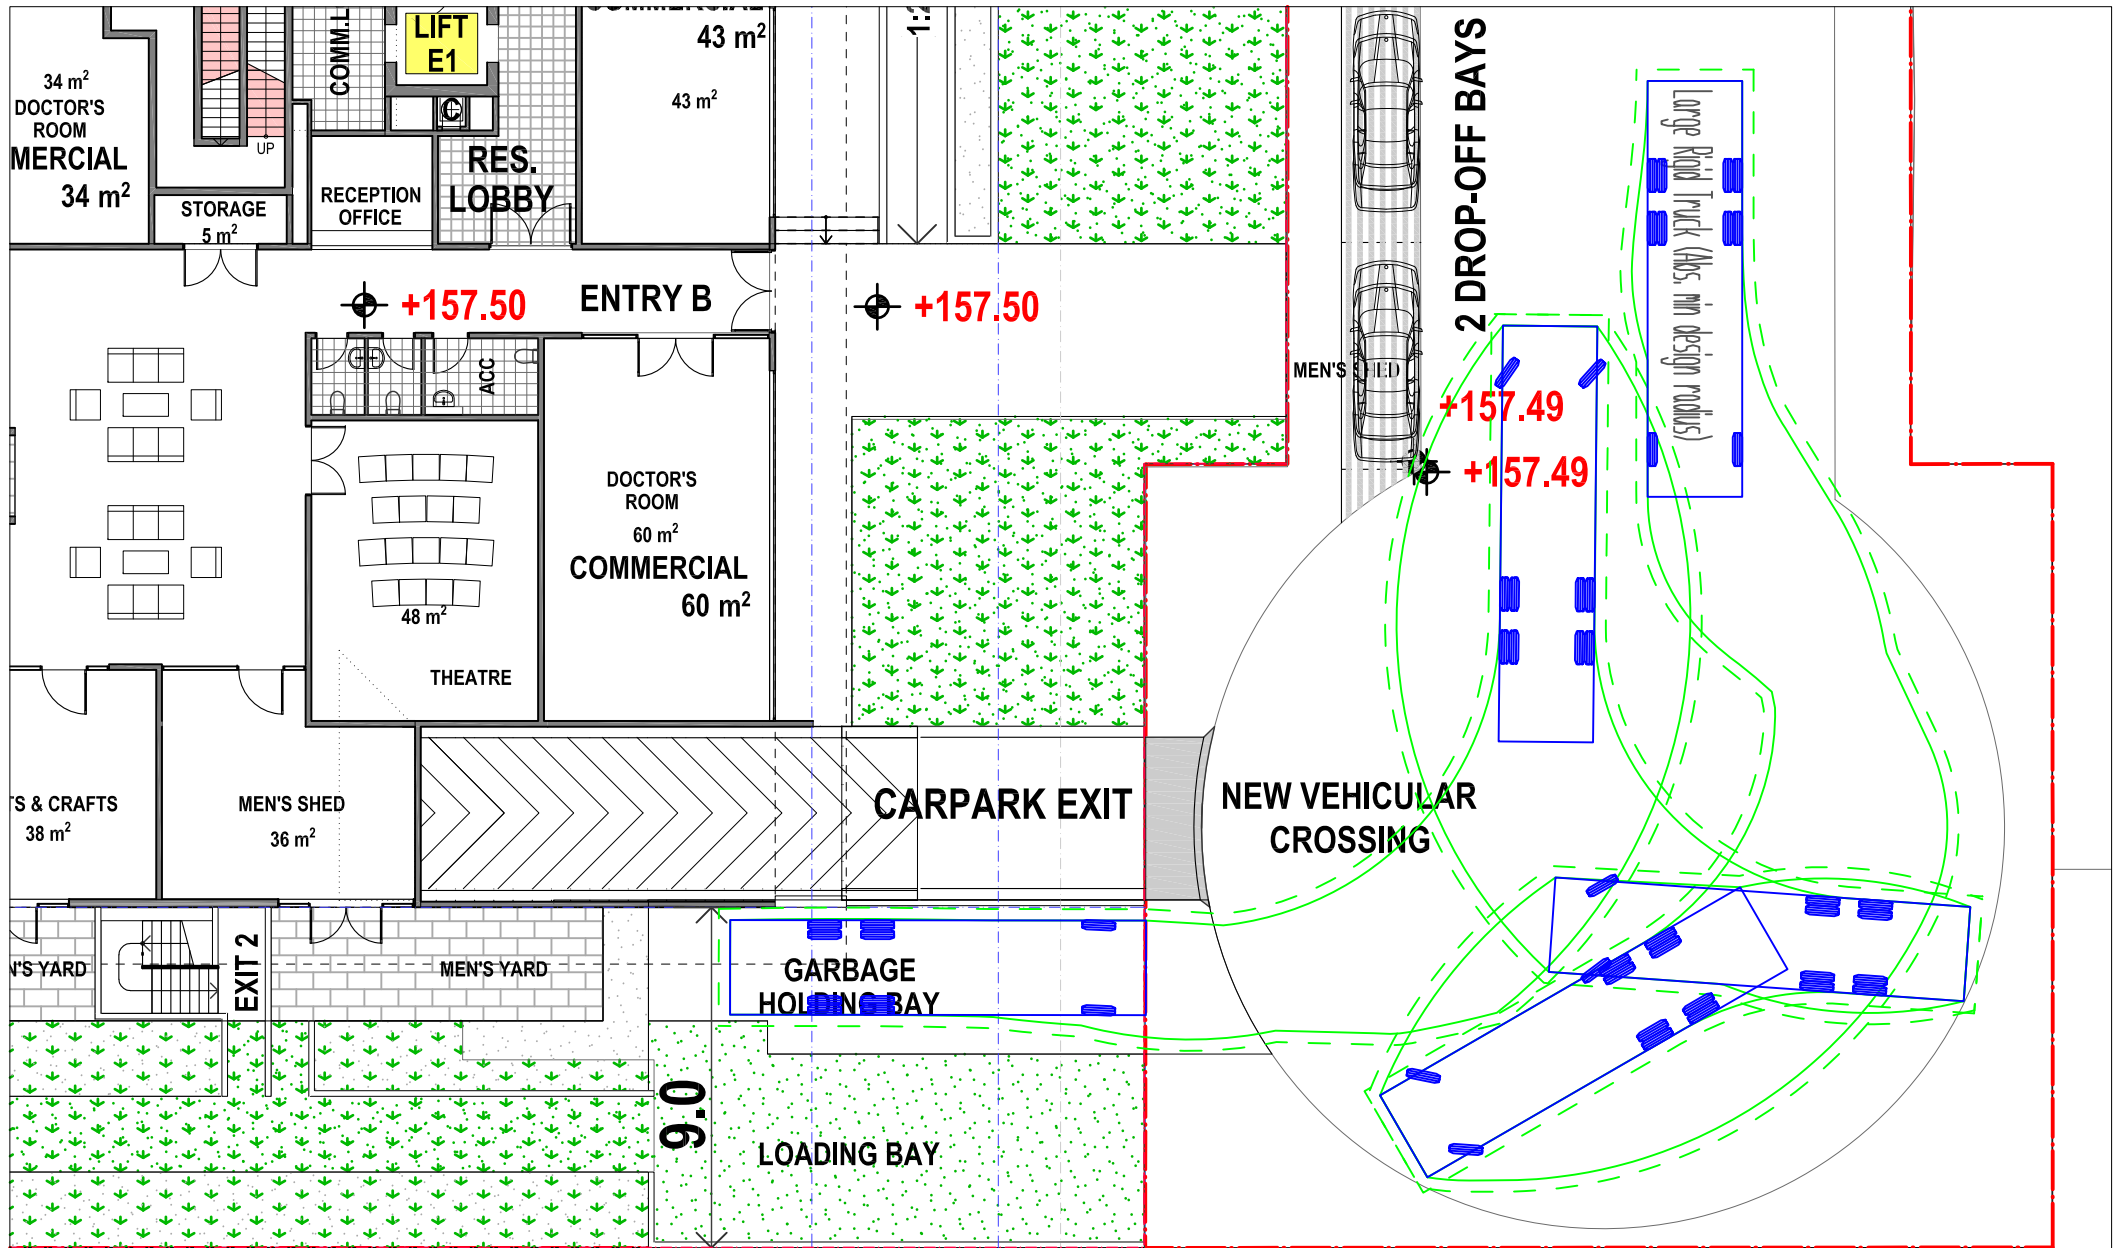 34 m²
DOCTOR'S
ROOM
MERCIAL
34 m²
STORAGE
5 m²
UP
COMM.L
LIFT
E1
C
RECEPTION
OFFICE
RES.
LOBBY
COMMERCIAL
43 m²
43 m²
2 DROP-OFF BAYS
Large Rigid Truck (Abs. min design radius)
+157.50
ENTRY B
+157.50
MEN'S SHED
+157.49
+157.49
ACC
DOCTOR'S
ROOM
60 m²
COMMERCIAL
60 m²
48 m²
THEATRE
TS & CRAFTS
38 m²
MEN'S SHED
36 m²
CARPARK EXIT
NEW VEHICULAR
CROSSING
N'S YARD
EXIT 2
MEN'S YARD
GARBAGE
HOLDING BAY
9.0
LOADING BAY